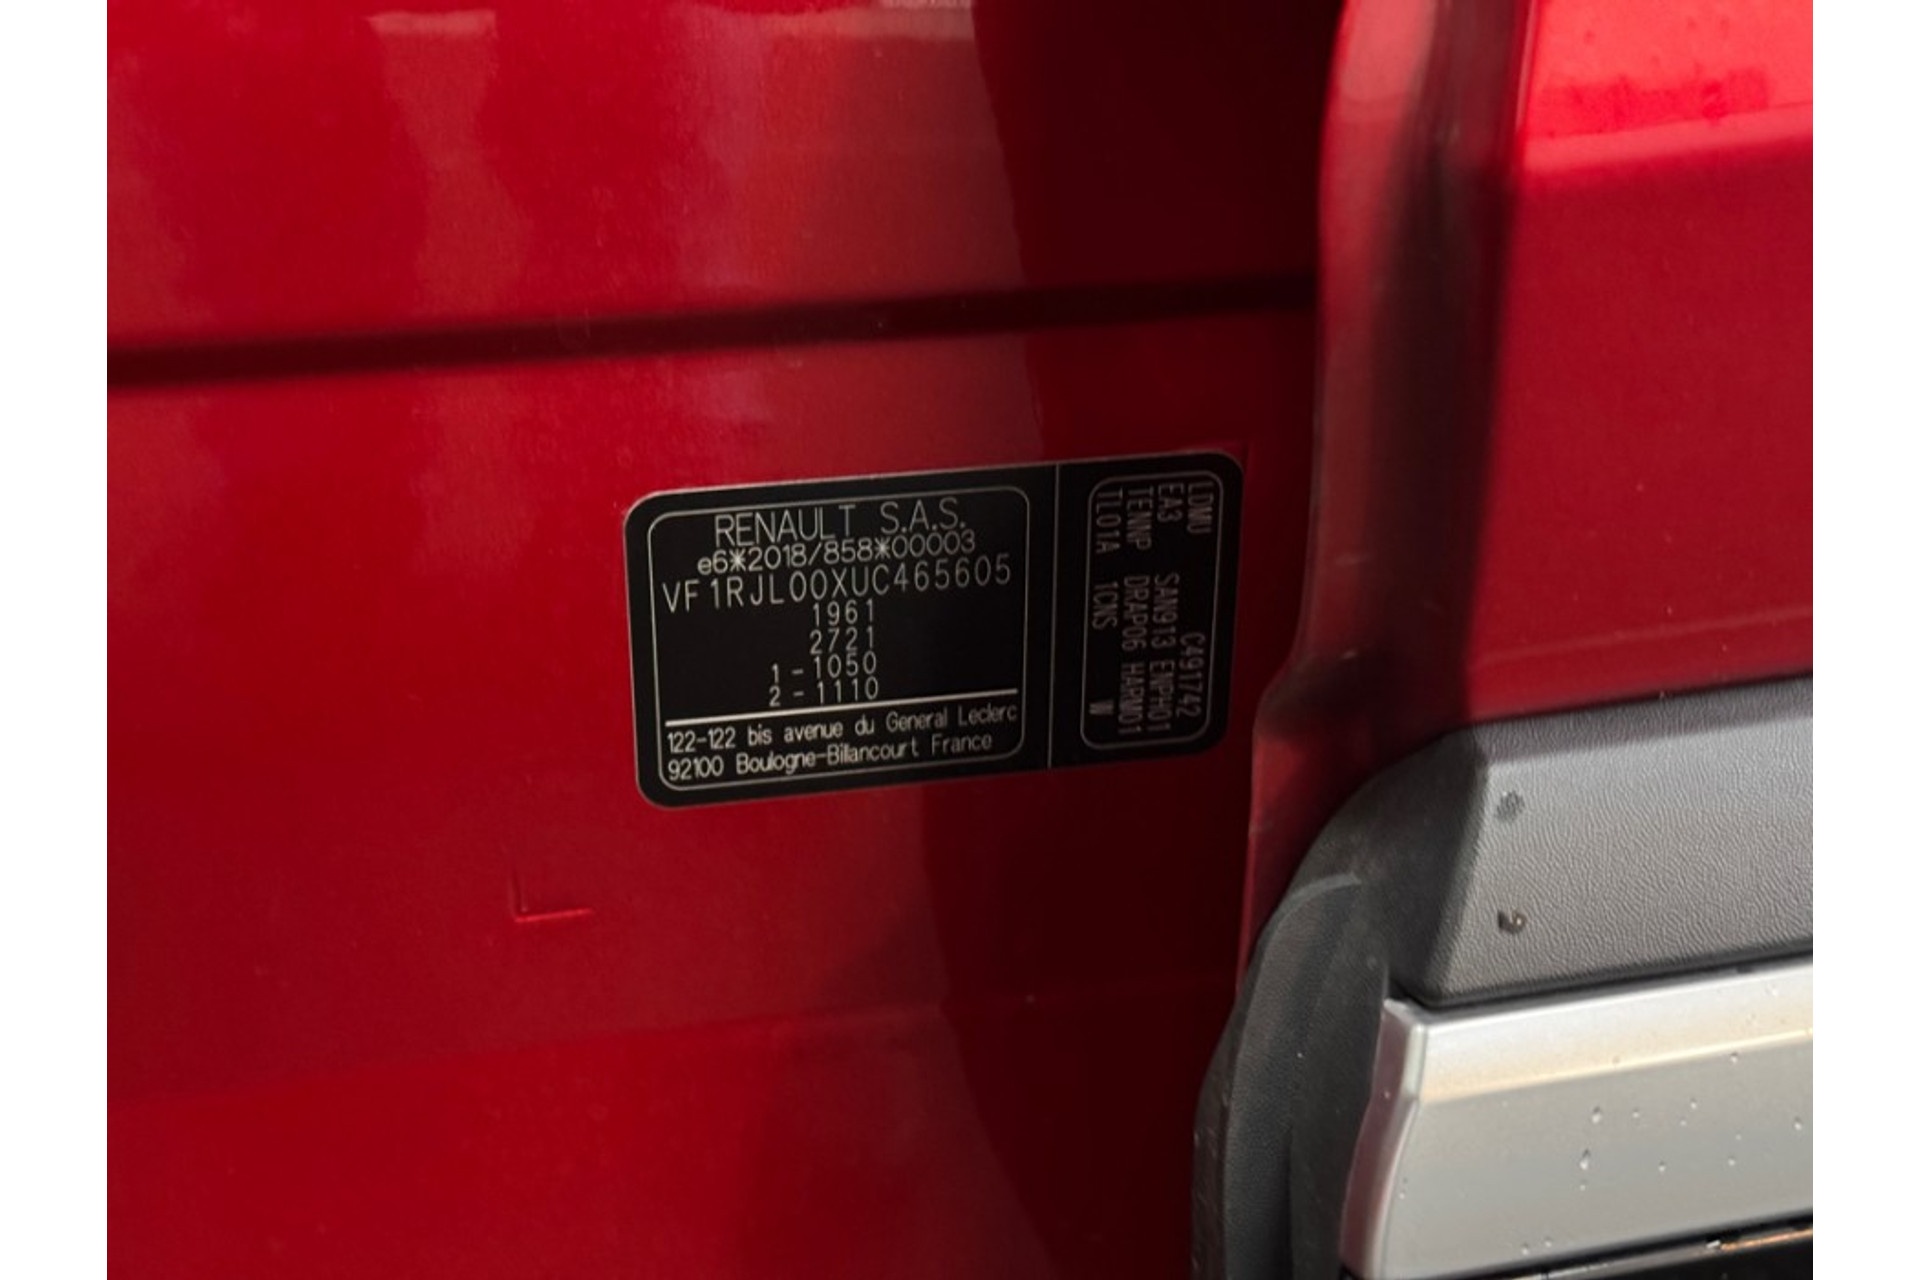 RENAULT S.A.S.
e6*2018/858*00003
VF1RJL00XUC465605
1961
2721
1-1050
2-1110
122-122 bis avenue du General Leclerc
92100 Boulogne-Billancourt France
LDMU C491742
EA3 SAN913 ENPH01
TENNP DRAP06 HARM01
TL01A 1CNS W